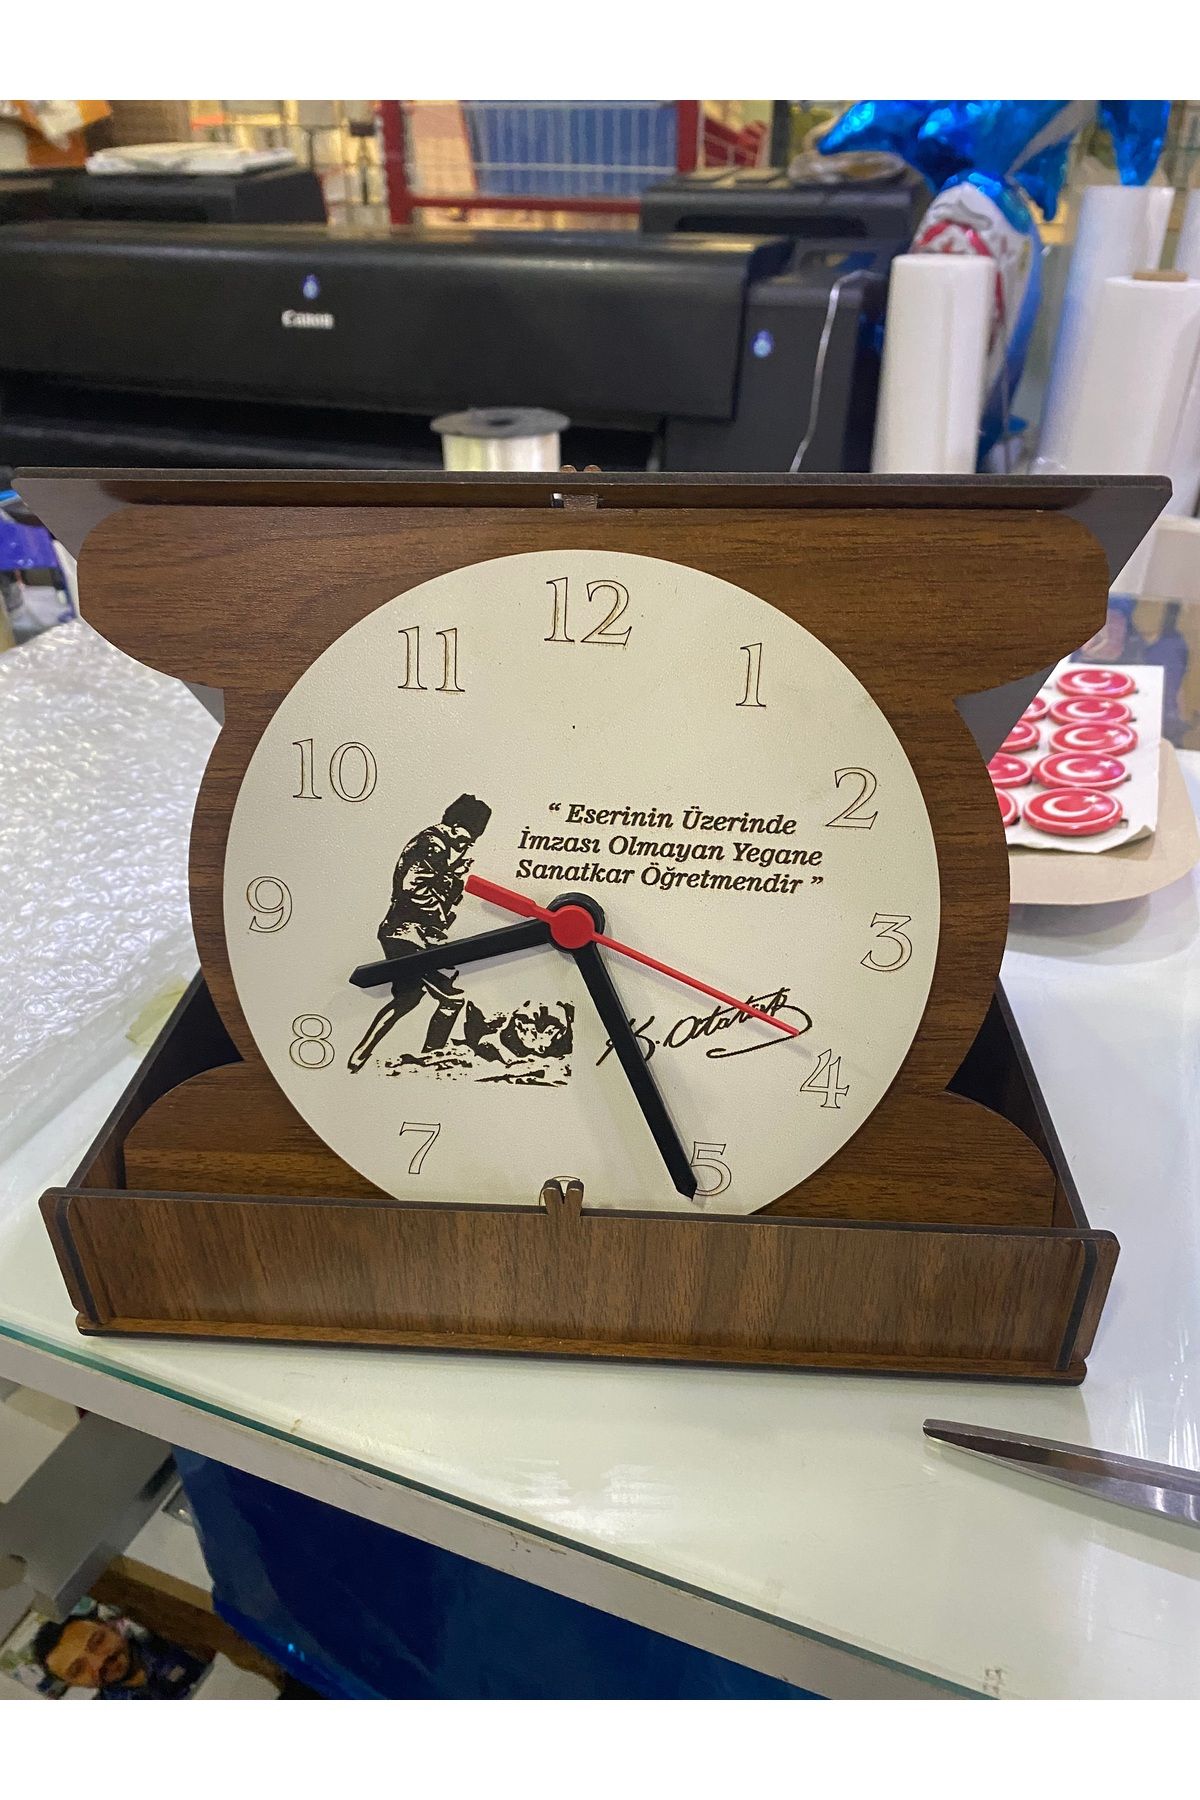 Canon
12
11
1
10
2
“ Eserinin Üzerinde
İmzası Olmayan Yegane
Sanatkar Öğretmendir ”
9
3
K. Atatürk
8
4
7
5